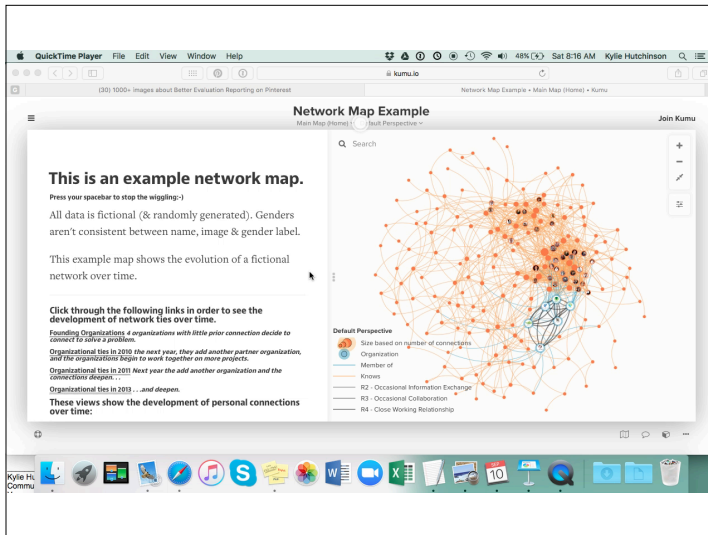 QuickTime Player File Edit View Window Help 48% Sat 8:16 AM Kylie Hutchinson
kumu.io
(30) 1000+ images about Better Evaluation Reporting on Pinterest
Network Map Example • Main Map (Home) • Kumu
Network Map Example
Join Kumu
Main Map (Home) Default Perspective
Search
This is an example network map.
Press your spacebar to stop the wiggling:-)
All data is fictional (& randomly generated). Genders
aren't consistent between name, image & gender label.
This example map shows the evolution of a fictional
network over time.
Click through the following links in order to see the
development of network ties over time.
Founding Organizations 4 organizations with little prior connection decide to
connect to solve a problem.
Organizational ties in 2010 the next year, they add another partner organization,
and the organizations begin to work together on more projects.
Organizational ties in 2011 Next year the add another organization and the
connections deepen. . .
Organizational ties in 2013 . . .and deepen.
These views show the development of personal connections
over time:
Default Perspective
Size based on number of connections
Organization
Member of
Knows
R2 - Occasional Information Exchange
R3 - Occasional Collaboration
R4 - Close Working Relationship
10
Kylie Hu
Commu